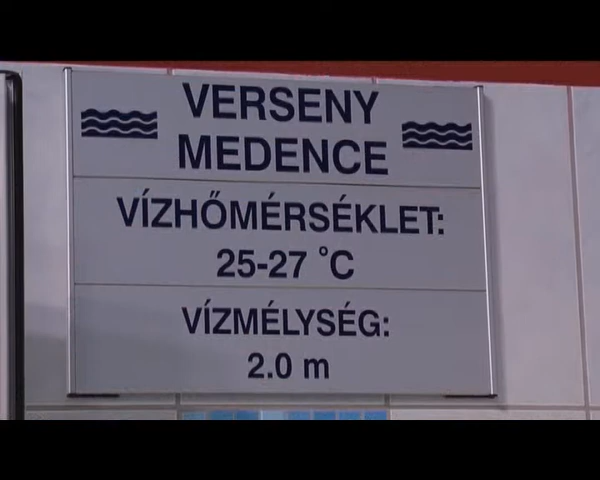 VERSENY
MEDENCE
VÍZHŐMÉRSÉKLET:
25-27 °C
VÍZMÉLYSÉG:
2.0 m